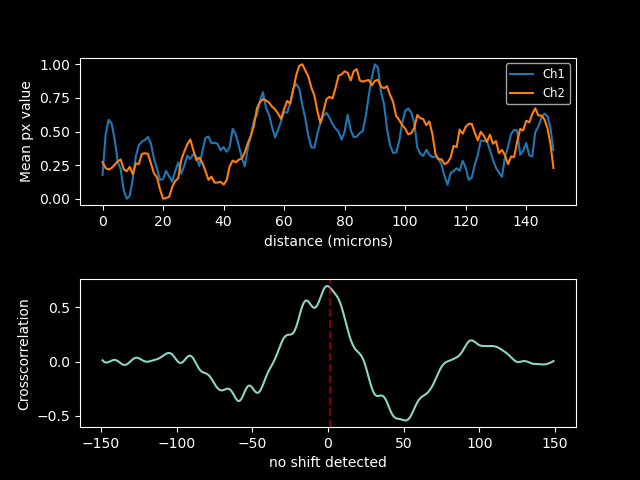 Mean px value
1.00
0.75
0.50
0.25
0.00
Ch1
Ch2
0 20 40 60 80 100 120 140
distance (microns)
Crosscorrelation
0.5
0.0
−0.5
−150 −100 −50 0 50 100 150
no shift detected